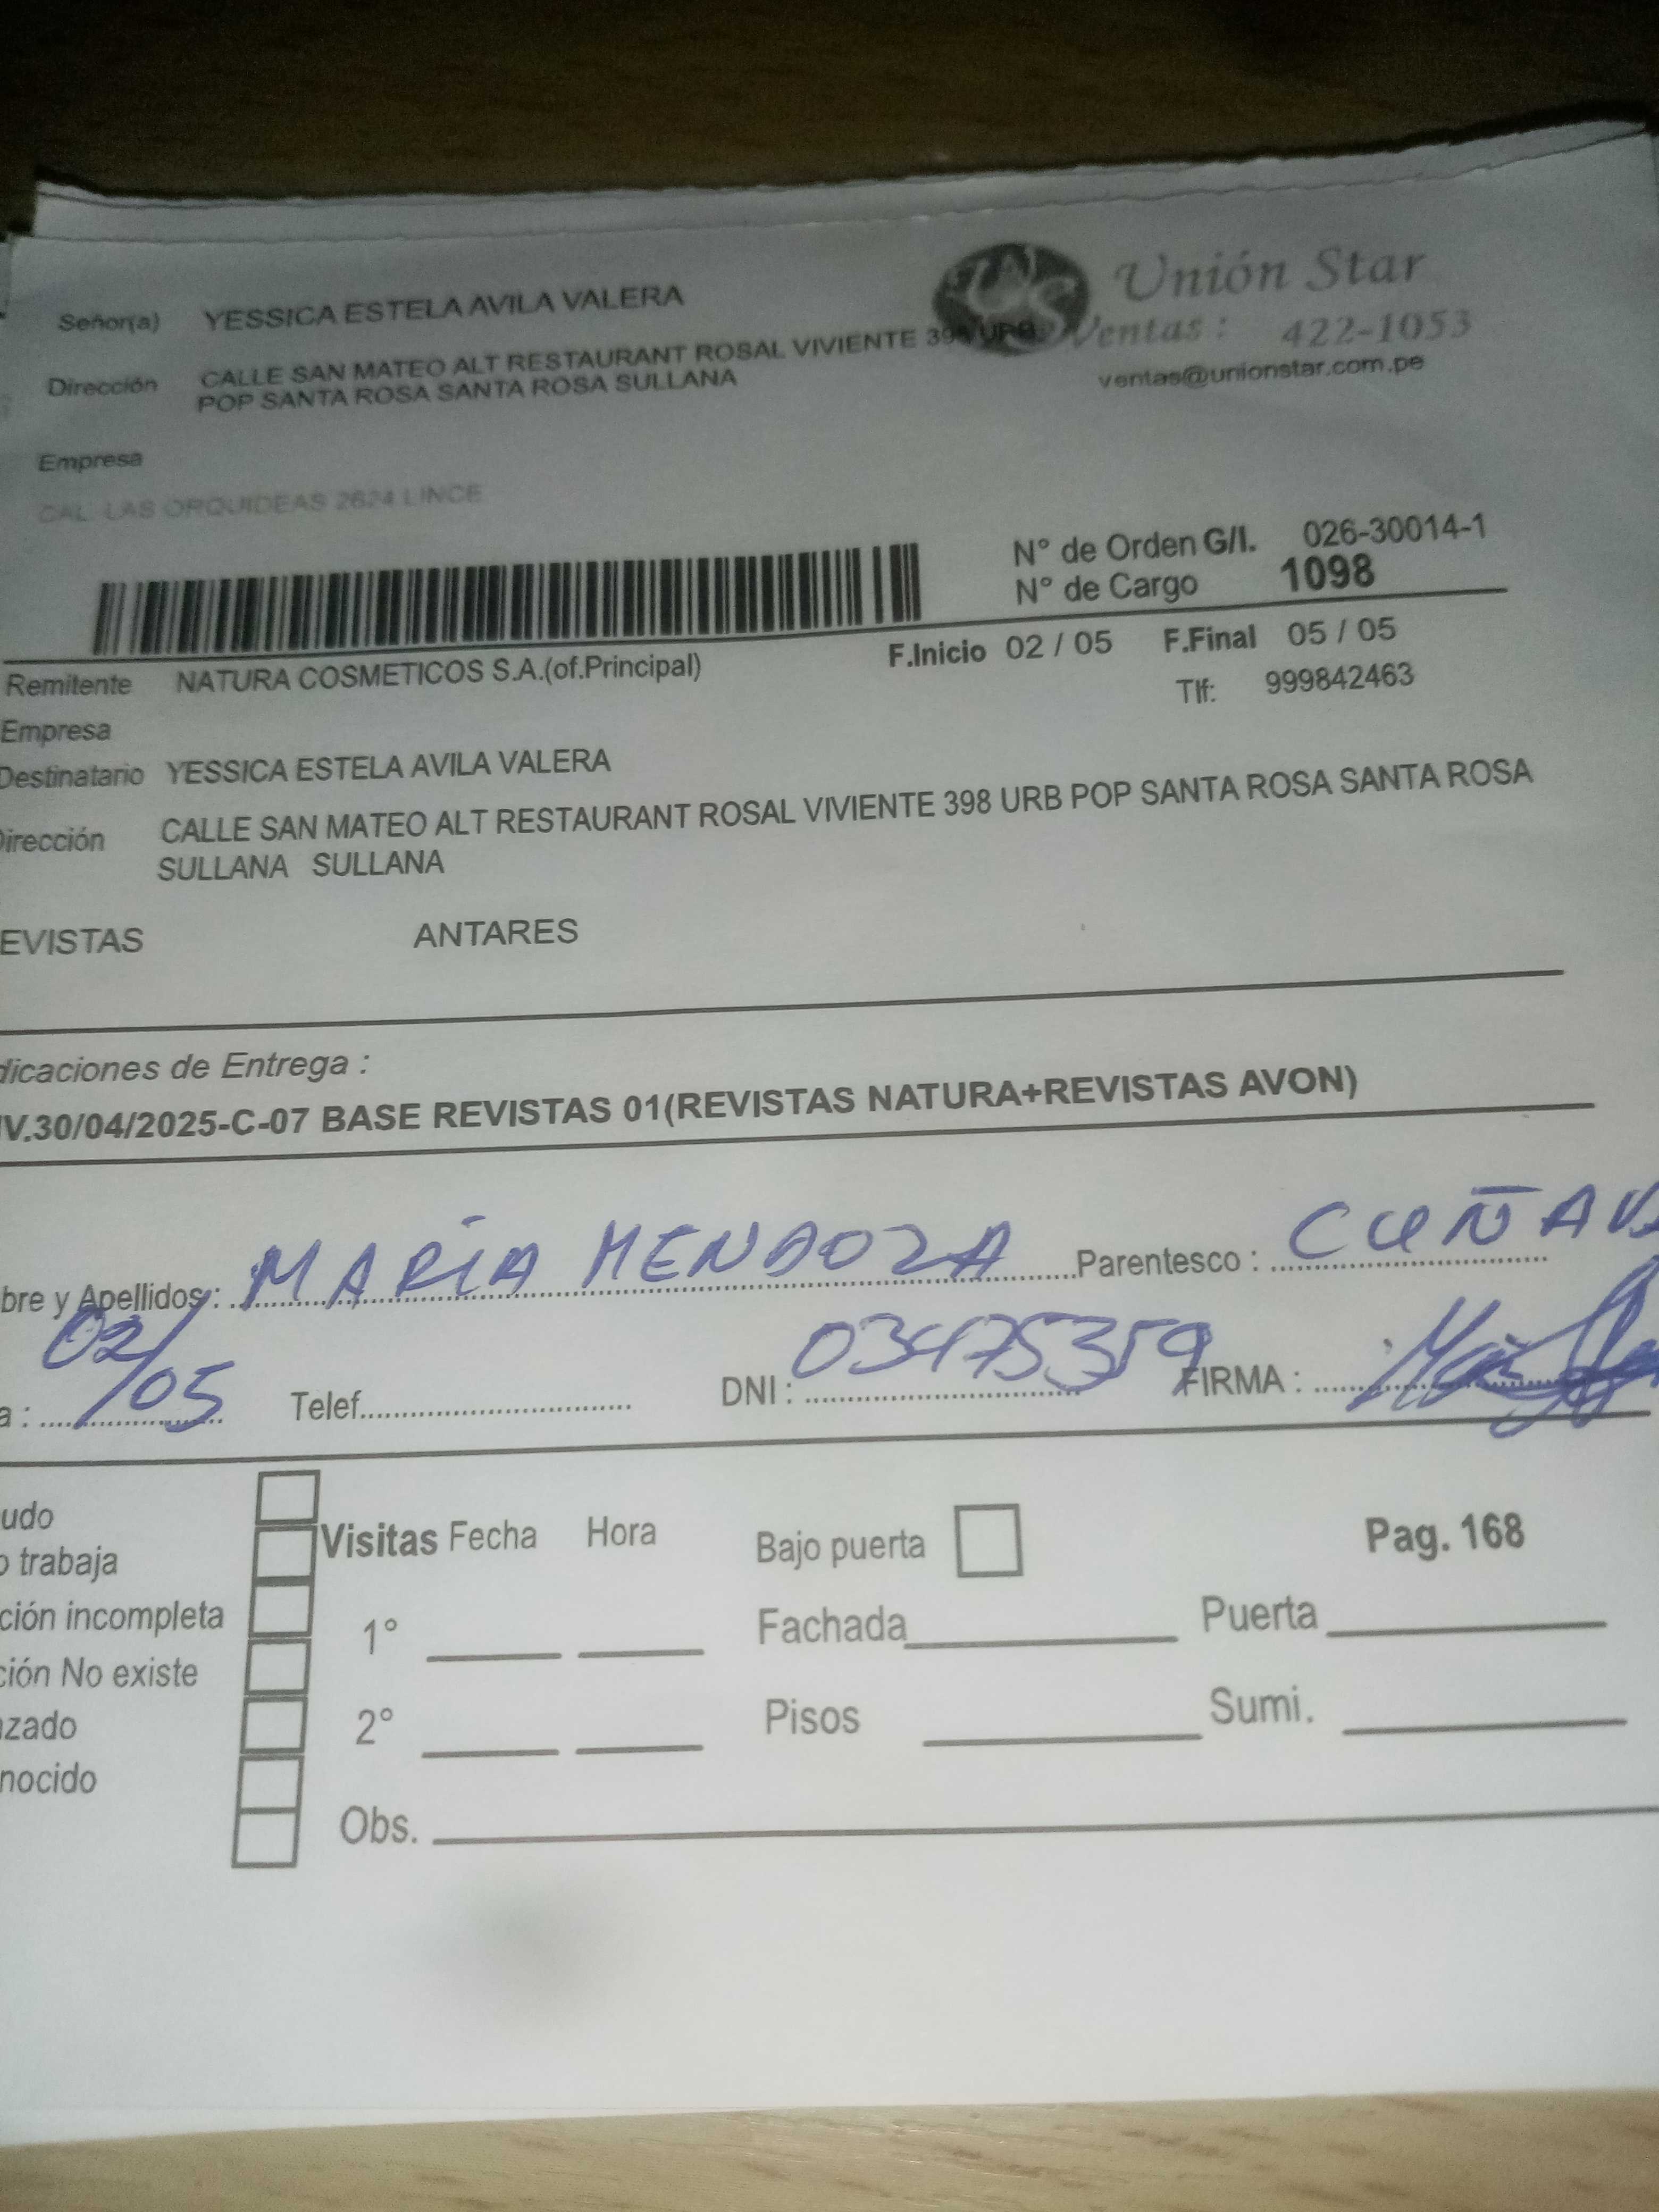 Unión Star
Señor(a) YESSICA ESTELA AVILA VALERA
Ventas : 422-1053
Dirección CALLE SAN MATEO ALT RESTAURANT ROSAL VIVIENTE 398 URB
POP SANTA ROSA SANTA ROSA SULLANA
ventas@unionstar.com.pe
Empresa
CAL. LAS ORQUIDEAS 2624 LINCE
N° de Orden G/I. 026-30014-1
N° de Cargo 1098
F.Inicio 02 / 05 F.Final 05 / 05
Remitente NATURA COSMETICOS S.A.(of.Principal)
Tlf: 999842463
Empresa
Destinatario YESSICA ESTELA AVILA VALERA
irección CALLE SAN MATEO ALT RESTAURANT ROSAL VIVIENTE 398 URB POP SANTA ROSA SANTA ROSA
SULLANA SULLANA
EVISTAS ANTARES
dicaciones de Entrega :
V.30/04/2025-C-07 BASE REVISTAS 01(REVISTAS NATURA+REVISTAS AVON)
bre y Apellidos : MARÍA MENDOZA Parentesco : CUÑADA
a : 02/05 Telef. DNI : 03475359 FIRMA :
udo
o trabaja Visitas Fecha Hora Bajo puerta Pag. 168
ción incompleta 1° Fachada Puerta
ción No existe
zado 2° Pisos Sumi.
nocido
Obs.